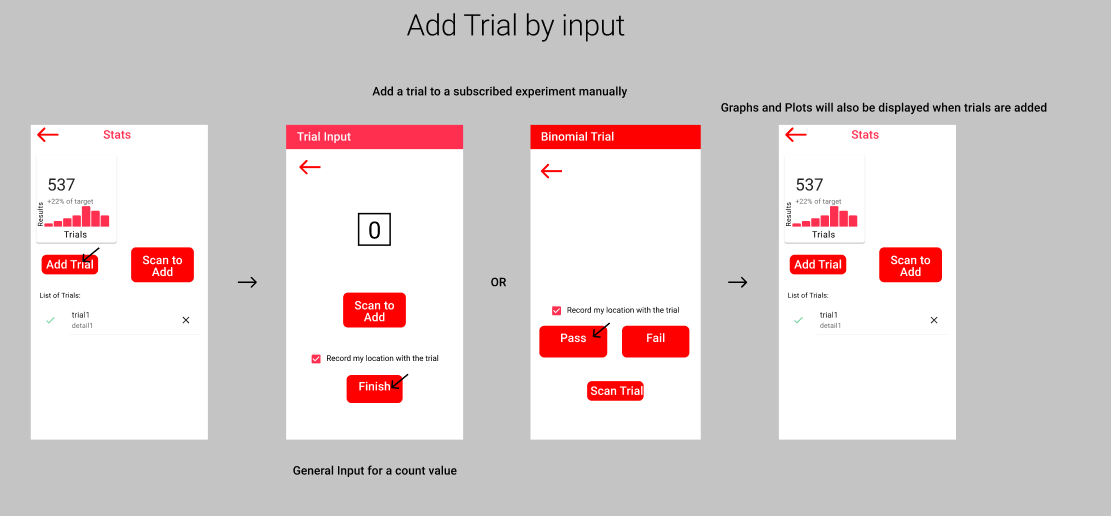 Add Trial by input
Add a trial to a subscribed experiment manually
Graphs and Plots will also be displayed when trials are added
Stats
537
+22% of target
Results
Trials
Add Trial
Scan to
Add
List of Trials:
trial1
detail1
Trial Input
0
Scan to
Add
Record my location with the trial
Finish
General Input for a count value
OR
Binomial Trial
Record my location with the trial
Pass
Fail
Scan Trial
Stats
537
+22% of target
Results
Trials
Add Trial
Scan to
Add
List of Trials:
trial1
detail1